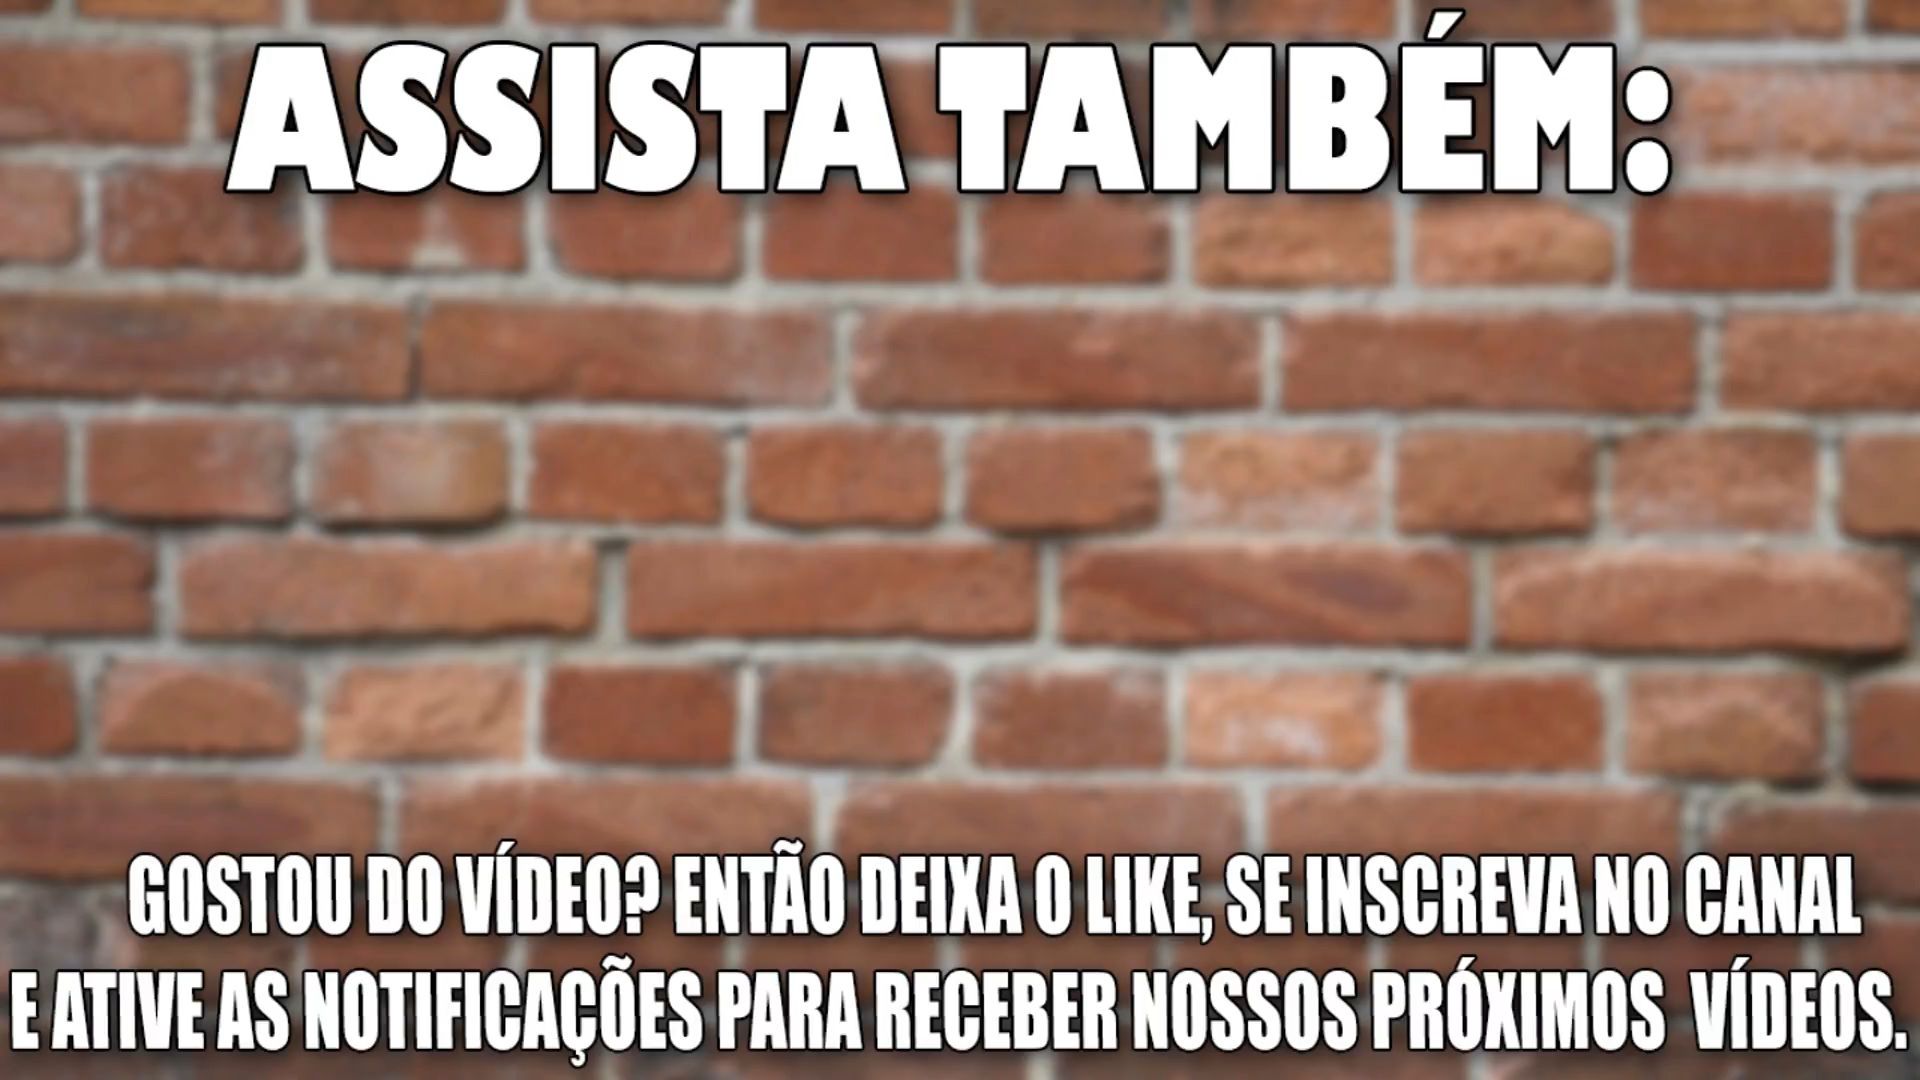 ASSISTA TAMBÉM:
GOSTOU DO VÍDEO? ENTÃO DEIXA O LIKE, SE INSCREVA NO CANAL
E ATIVE AS NOTIFICAÇÕES PARA RECEBER NOSSOS PRÓXIMOS VÍDEOS.